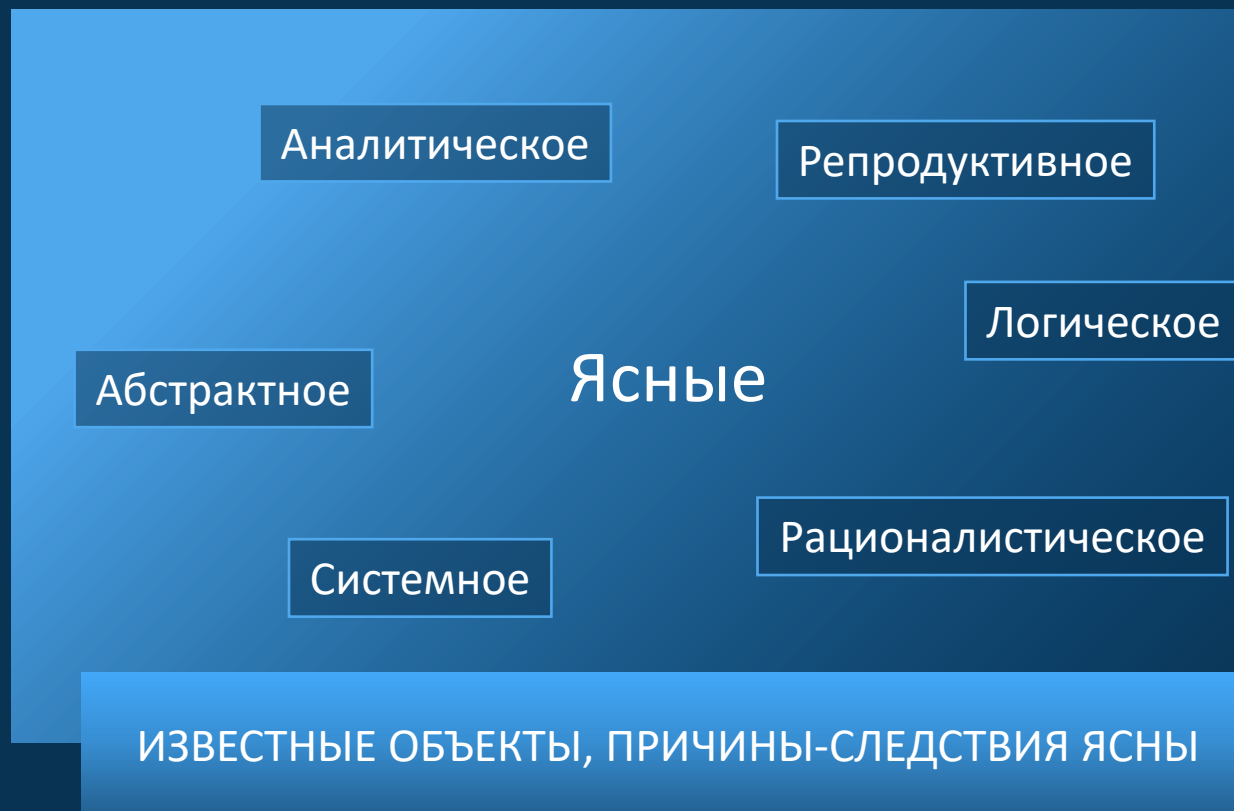 Аналитическое
Репродуктивное
Логическое
Абстрактное
Ясные
Рационалистическое
Системное
ИЗВЕСТНЫЕ ОБЪЕКТЫ, ПРИЧИНЫ-СЛЕДСТВИЯ ЯСНЫ